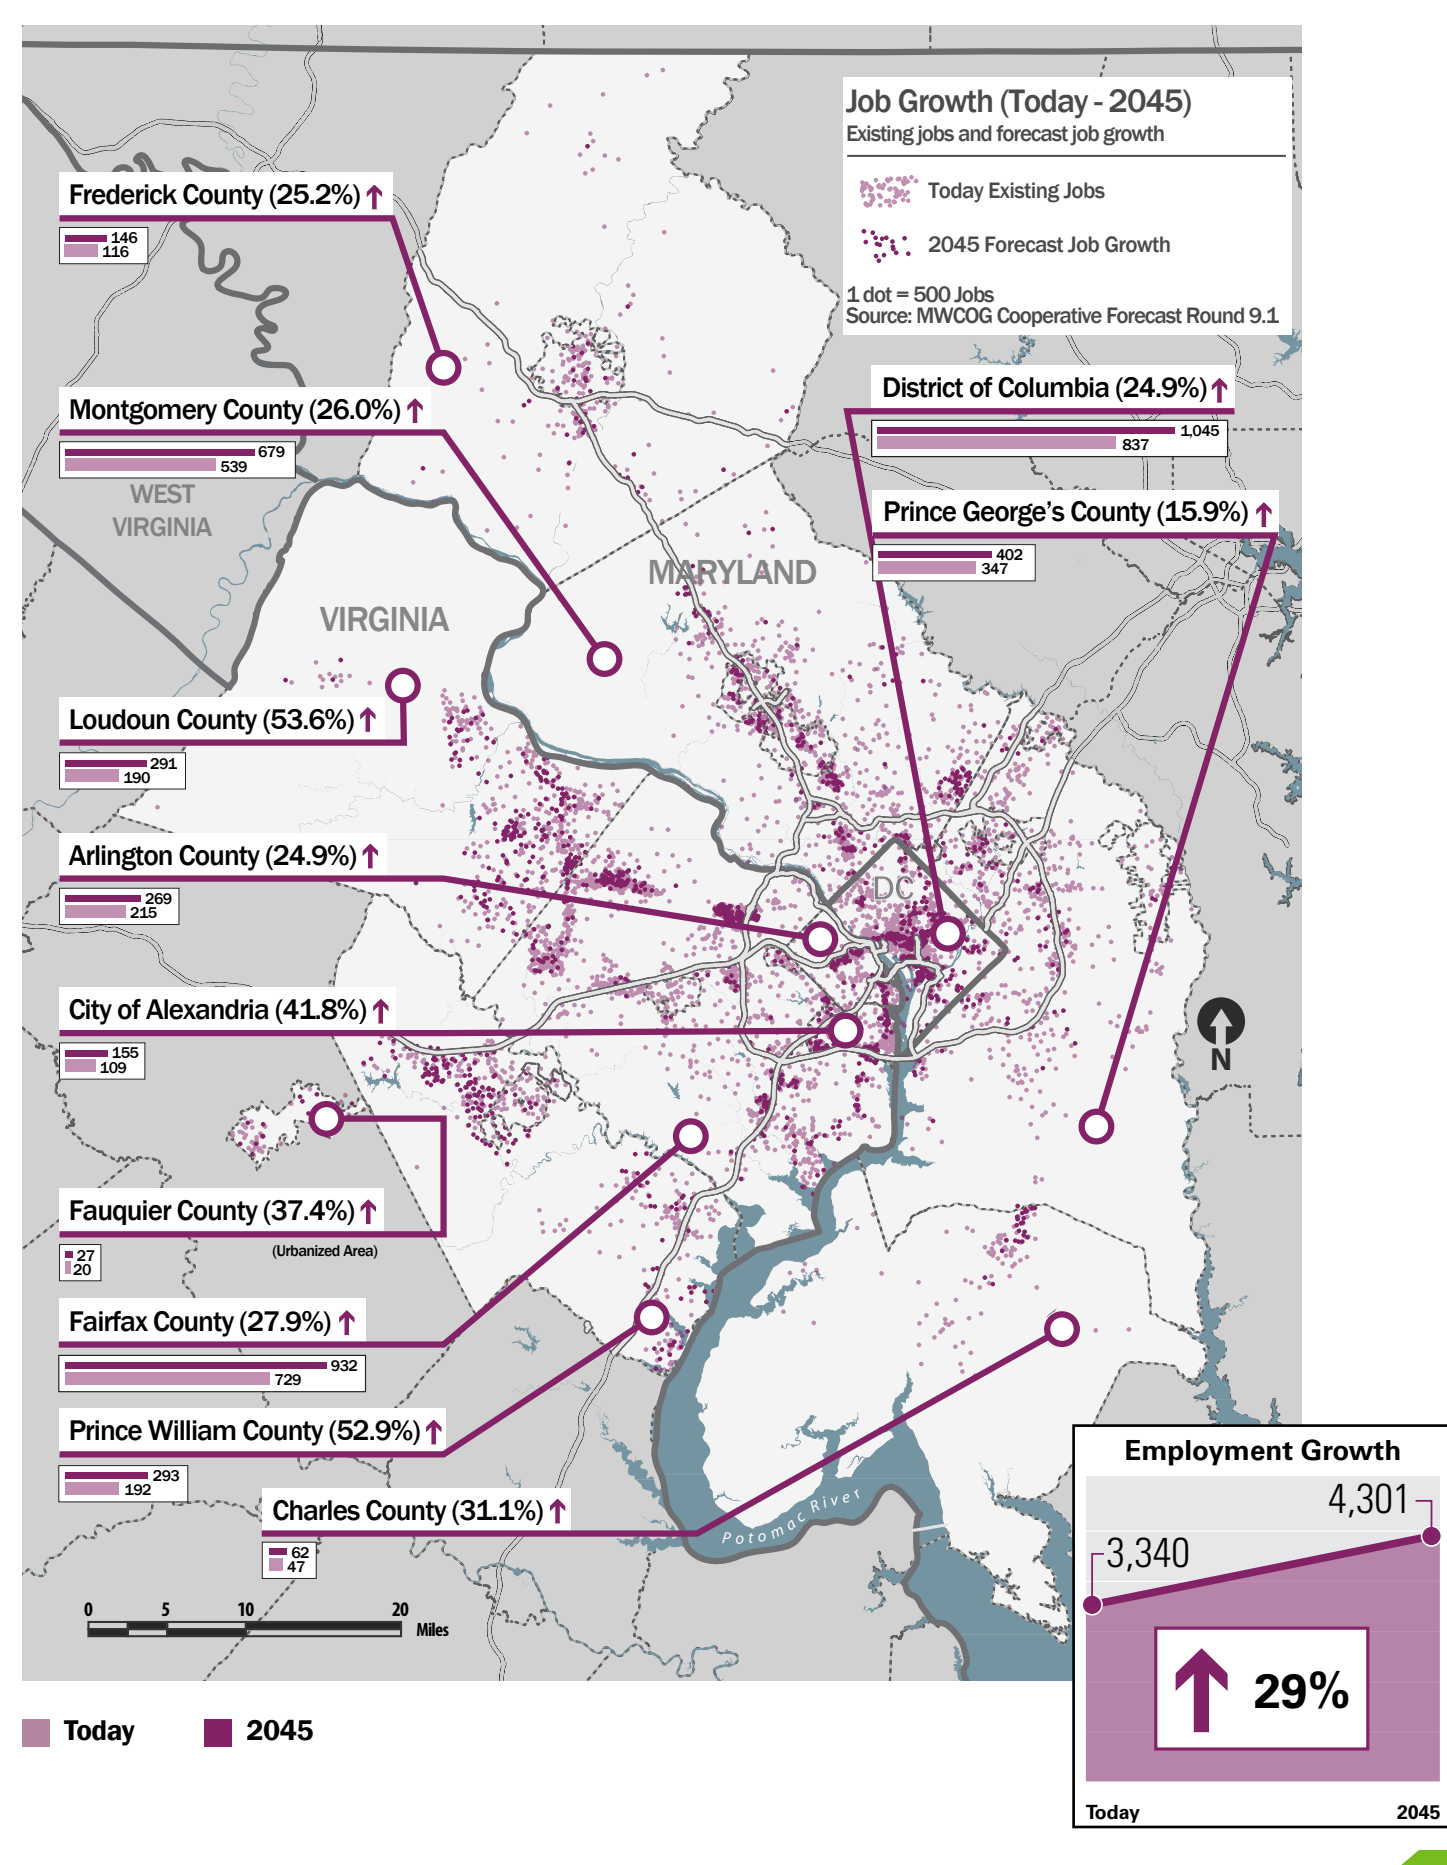 Job Growth (Today - 2045)
Existing jobs and forecast job growth
Today Existing Jobs
2045 Forecast Job Growth
1 dot = 500 Jobs
Source: MWCOG Cooperative Forecast Round 9.1
Frederick County (25.2%)
146
116
Montgomery County (26.0%)
679
539
District of Columbia (24.9%)
1,045
837
Prince George's County (15.9%)
402
347
WEST
VIRGINIA
MARYLAND
VIRGINIA
Loudoun County (53.6%)
291
190
Arlington County (24.9%)
269
215
DC
City of Alexandria (41.8%)
155
109
N
Fauquier County (37.4%)
(Urbanized Area)
27
20
Fairfax County (27.9%)
932
729
Prince William County (52.9%)
293
192
Charles County (31.1%)
62
47
Potomac River
0 5 10 20
Miles
Employment Growth
4,301
3,340
29%
Today 2045
Today 2045